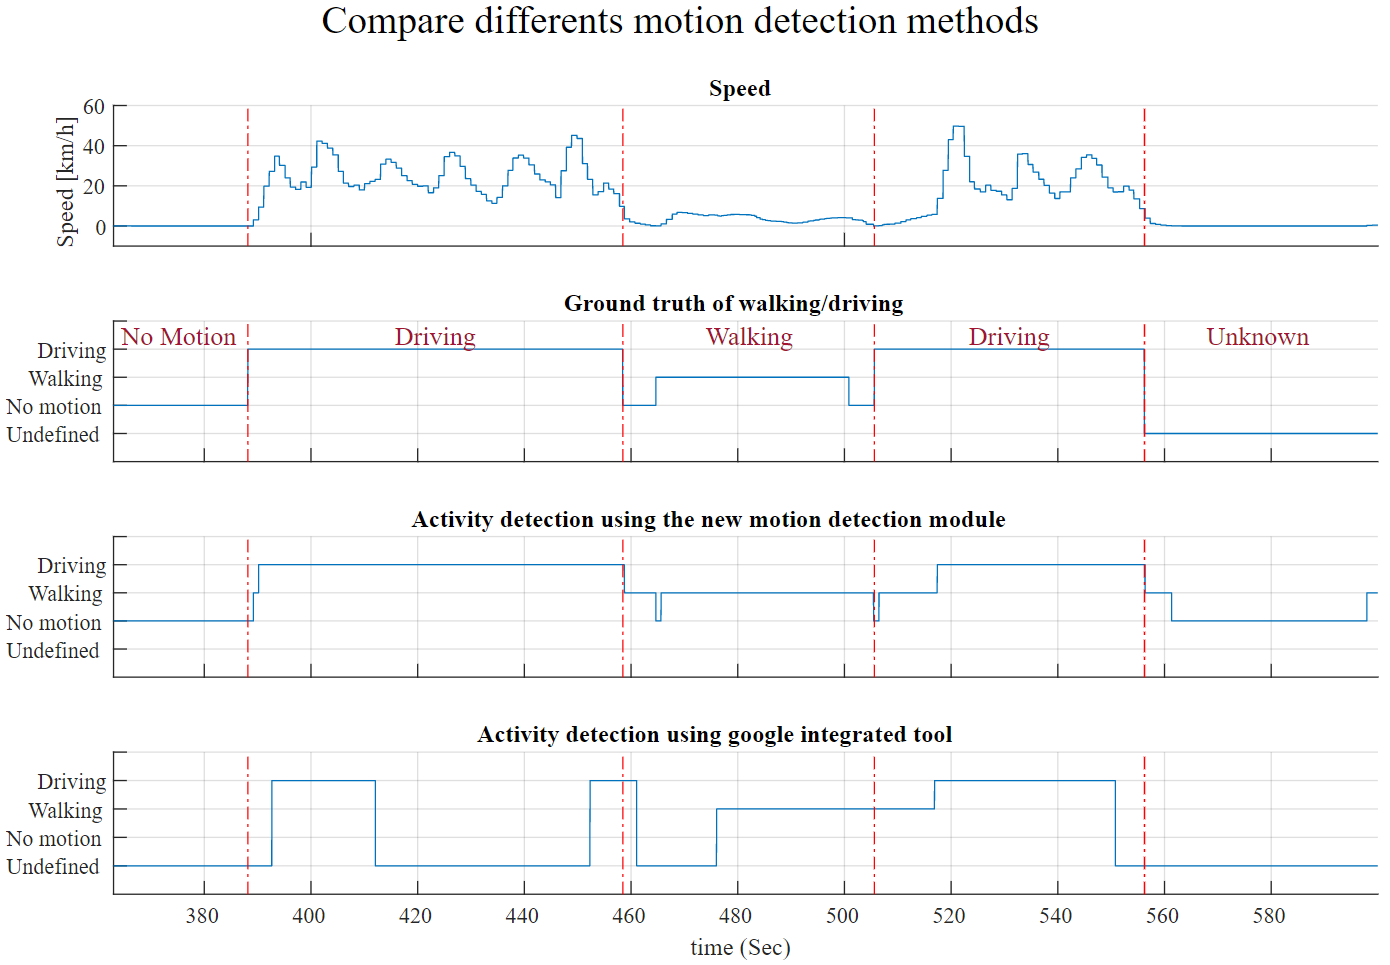 Compare differents motion detection methods
Speed
60
40
20
0
Speed [km/h]
Ground truth of walking/driving
No Motion Driving Walking Driving Unknown
Driving
Walking
No motion
Undefined
Activity detection using the new motion detection module
Driving
Walking
No motion
Undefined
Activity detection using google integrated tool
Driving
Walking
No motion
Undefined
380 400 420 440 460 480 500 520 540 560 580
time (Sec)